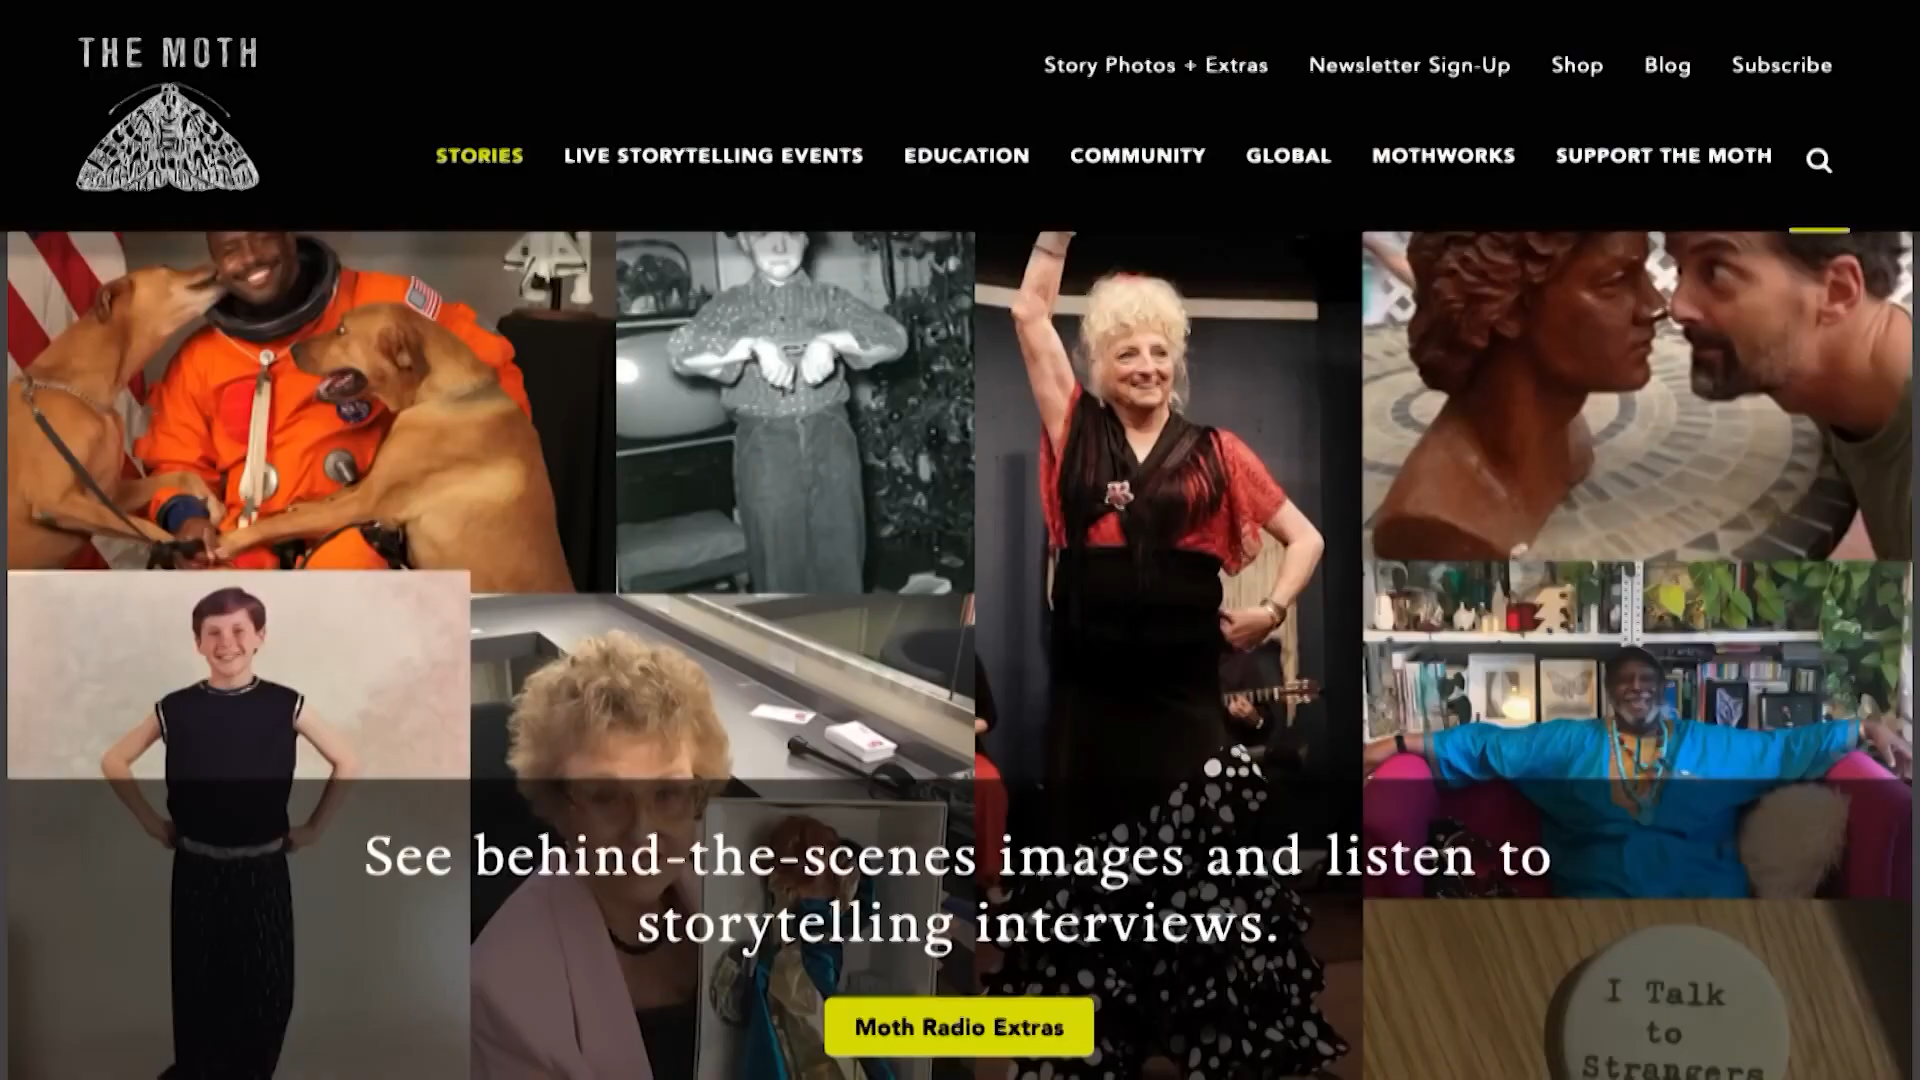 THE MOTH
Story Photos + Extras
Newsletter Sign-Up
Shop
Blog
Subscribe
STORIES
LIVE STORYTELLING EVENTS
EDUCATION
COMMUNITY
GLOBAL
MOTHWORKS
SUPPORT THE MOTH
See behind-the-scenes images and listen to
storytelling interviews.
Moth Radio Extras
I Talk
to
Strangers